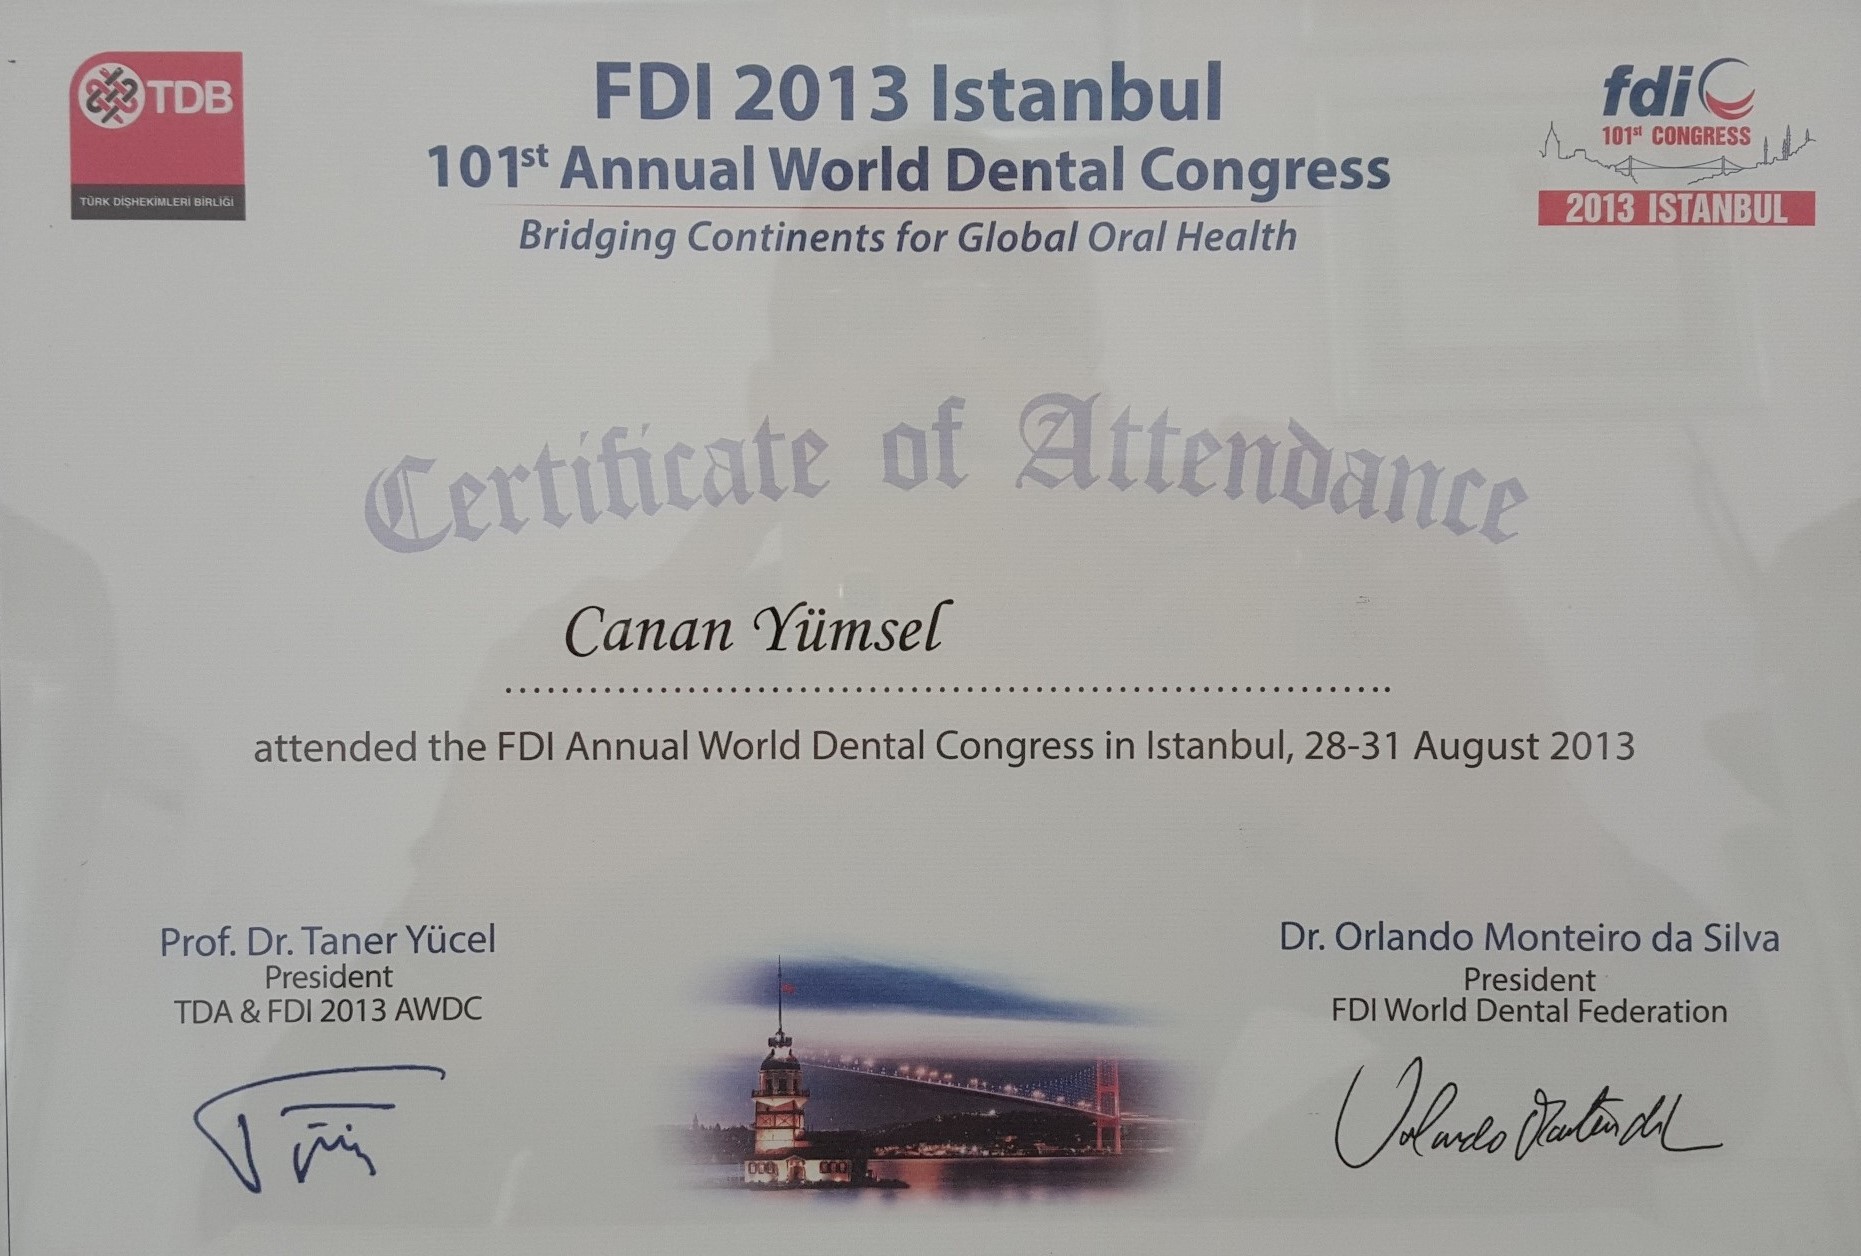 TDB
TÜRK DİŞHEKİMLERİ BİRLİĞİ
FDI 2013 Istanbul
101st Annual World Dental Congress
Bridging Continents for Global Oral Health
fdi
101st CONGRESS
2013 ISTANBUL
Certificate of Attendance
Canan Yümsel
attended the FDI Annual World Dental Congress in Istanbul, 28-31 August 2013
Prof. Dr. Taner Yücel
President
TDA & FDI 2013 AWDC
Dr. Orlando Monteiro da Silva
President
FDI World Dental Federation